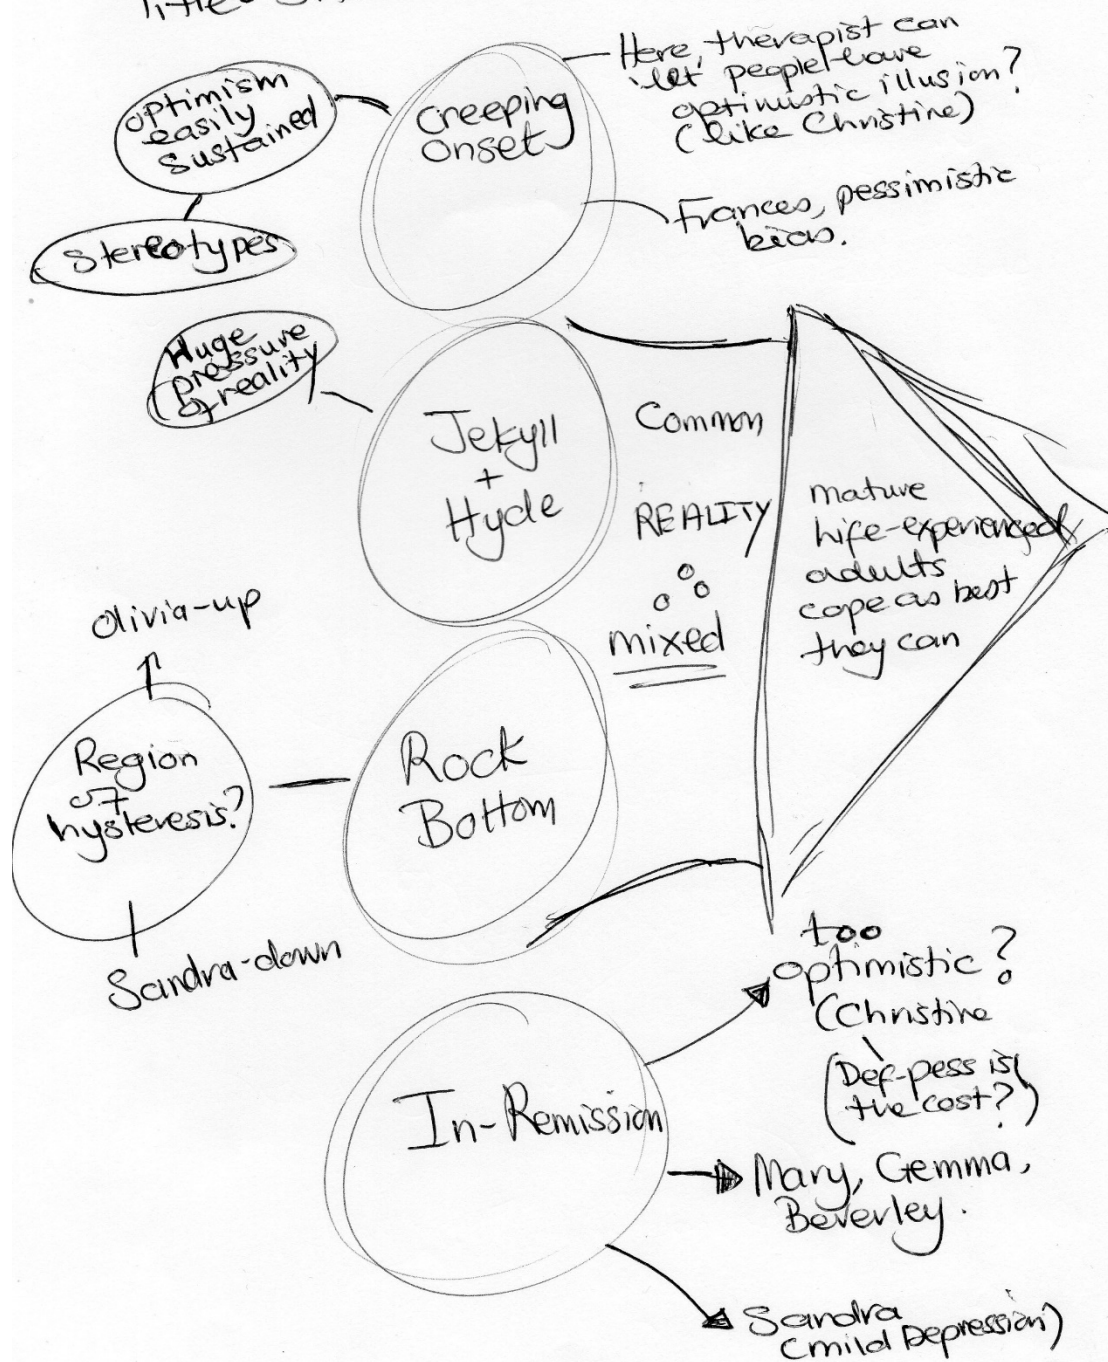 Here, therapist can
let people have
optimistic illusion?
(like Christine)
optimism
easily
sustained
Creeping
Onset
Stereotypes
Frances, pessimistic
bias.
Huge
pressure
of reality
Jekyll
+
Hyde
Common
REALITY
mixed
mature
life-experienced
adults
cope as best
they can
Olivia-up
Region
of
hysteresis?
Sandra-down
Rock
Bottom
In-Remission
too
optimistic?
(Christine
(Def-pess is
the cost?)
Mary, Gemma,
Beverley.
Sandra
(mild Depression)